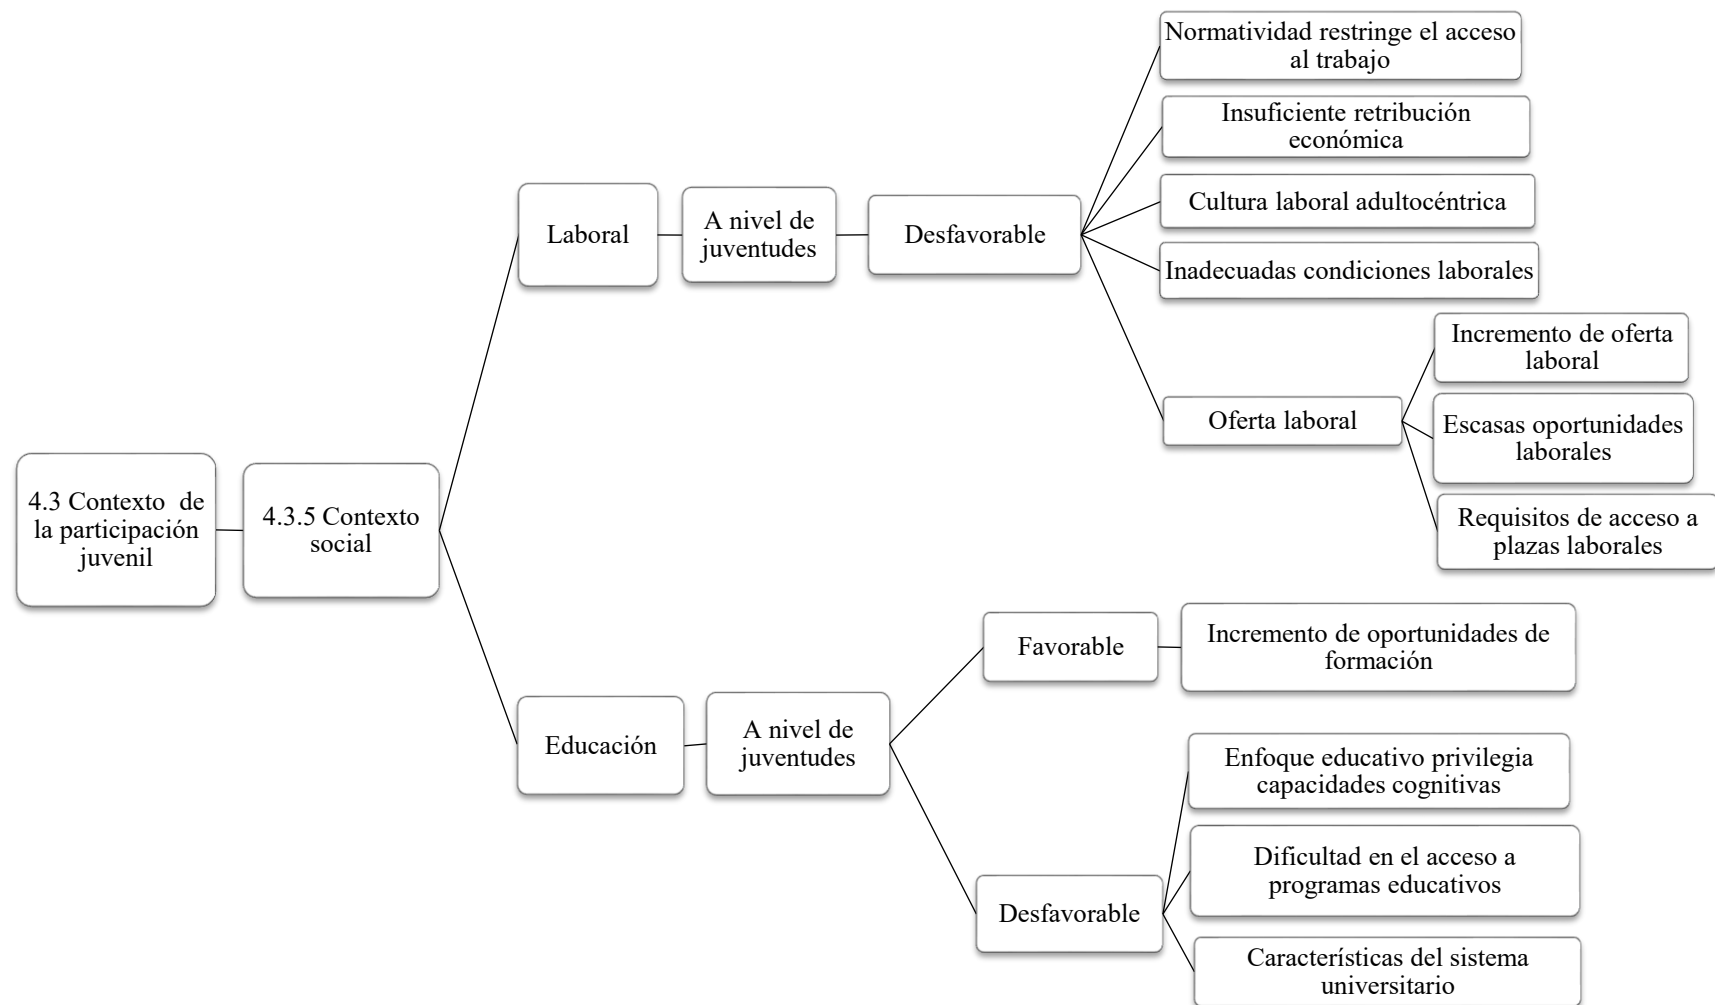 4.3 Contexto de
la participación
juvenil
4.3.5 Contexto
social
Laboral
A nivel de
juventudes
Desfavorable
Normatividad restringe el acceso
al trabajo
Insuficiente retribución
económica
Cultura laboral adultocéntrica
Inadecuadas condiciones laborales
Oferta laboral
Incremento de oferta
laboral
Escasas oportunidades
laborales
Requisitos de acceso a
plazas laborales
Educación
A nivel de
juventudes
Favorable
Incremento de oportunidades de
formación
Desfavorable
Enfoque educativo privilegia
capacidades cognitivas
Dificultad en el acceso a
programas educativos
Características del sistema
universitario